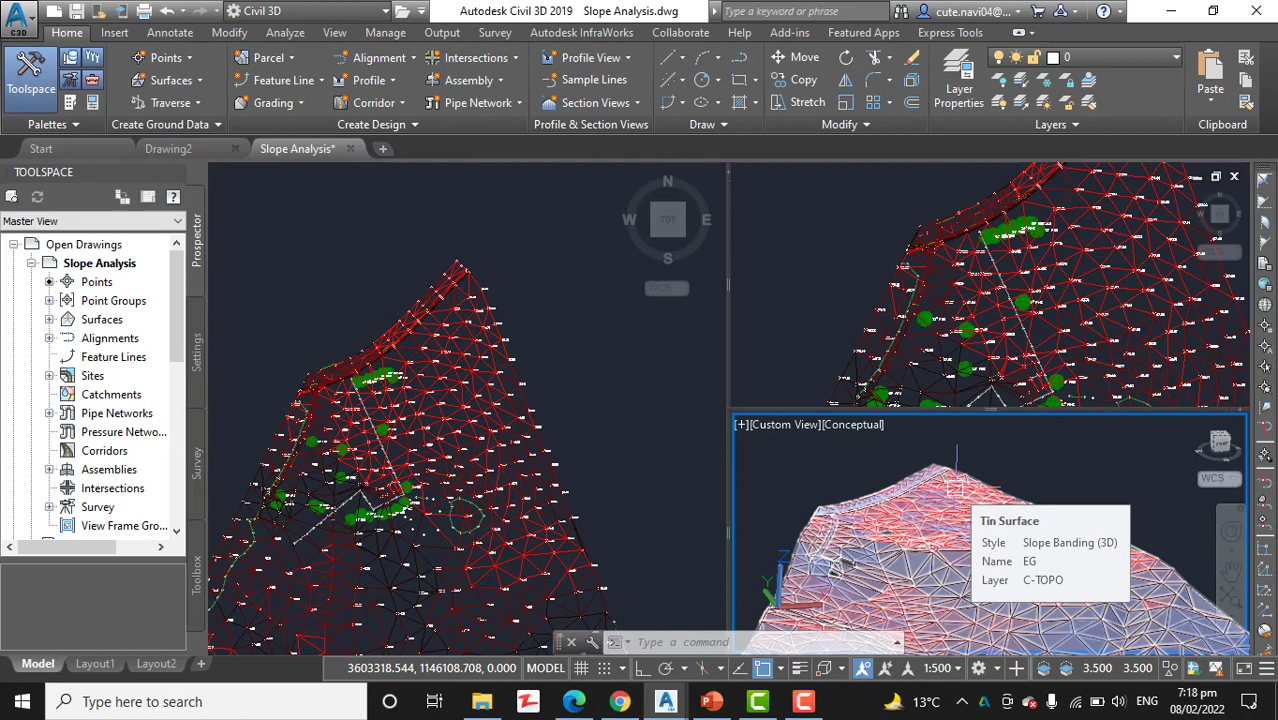 Civil 3D
Autodesk Civil 3D 2019 Slope Analysis.dwg
Type a keyword or phrase
cute.navi04@...
C3D
Home Insert Annotate Modify Analyze View Manage Output Survey Autodesk InfraWorks Collaborate Help Add-ins Featured Apps Express Tools
Points Parcel Alignment Intersections Profile View Move 0
Surfaces Feature Line Profile Assembly Sample Lines Copy
Toolspace
Layer Properties
Paste
Traverse Grading Corridor Pipe Network Section Views Stretch
Palettes Create Ground Data Create Design Profile & Section Views Draw Modify Layers Clipboard
Start Drawing2 Slope Analysis*
TOOLSPACE
Master View
Open Drawings
Slope Analysis
Points
Point Groups
Surfaces
Alignments
Feature Lines
Sites
Catchments
Pipe Networks
Pressure Netwo...
Corridors
Assemblies
Intersections
Survey
View Frame Gro...
Prospector
Settings
Survey
Toolbox
N
W TOP E
S
WCS
[+][Custom View][Conceptual]
WCS
Z
Y
Tin Surface
Style Slope Banding (3D)
Name EG
Layer C-TOPO
Type a command
Model Layout1 Layout2
3603318.544, 1146108.708, 0.000 MODEL 1:500 3.500 3.500
Type here to search
13°C ENG 7:18 pm
08/02/2022